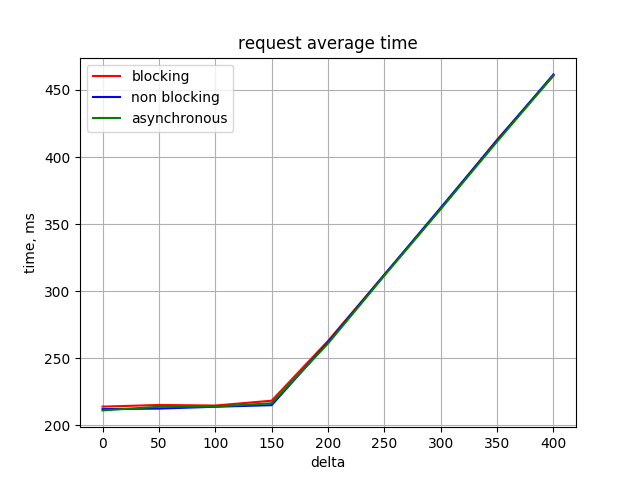 request average time
blocking
non blocking
asynchronous
time, ms
450
400
350
300
250
200
0 50 100 150 200 250 300 350 400
delta